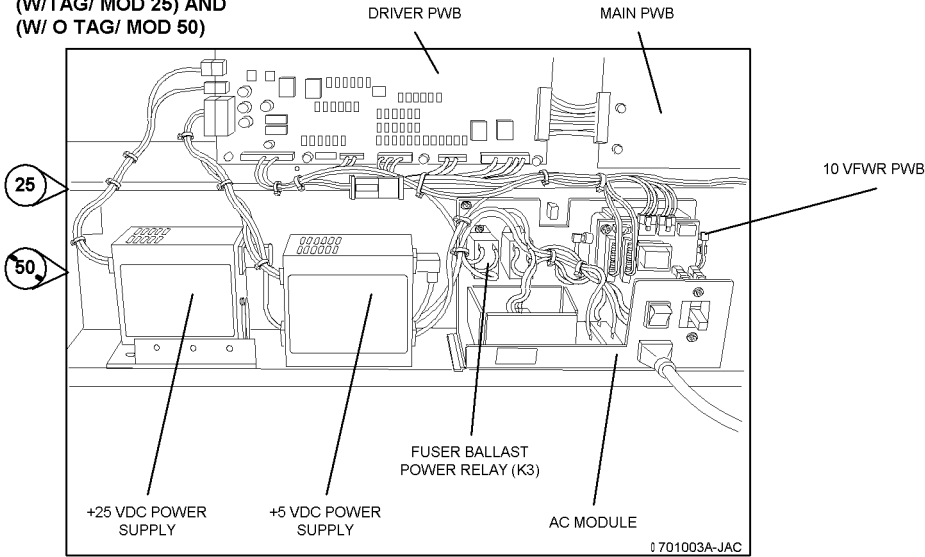 (W/TAG/ MOD 25) AND
(W/ O TAG/ MOD 50)
DRIVER PWB
MAIN PWB
10 VFWR PWB
25
50
FUSER BALLAST
POWER RELAY (K3)
+25 VDC POWER
SUPPLY
+5 VDC POWER
SUPPLY
AC MODULE
0701003A-JAC